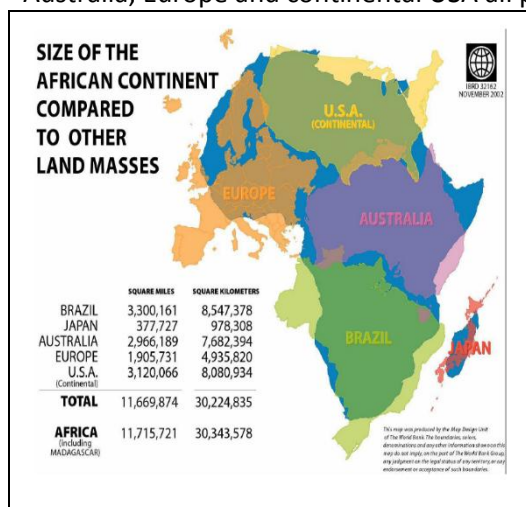 Australia, Europe and continental USA all p
SIZE OF THE
AFRICAN CONTINENT
COMPARED
TO OTHER
LAND MASSES
IBRD 32162
NOVEMBER 2002
U.S.A.
(CONTINENTAL)
EUROPE
AUSTRALIA
BRAZIL
JAPAN
SQUARE MILES SQUARE KILOMETERS
BRAZIL 3,300,161 8,547,378
JAPAN 377,727 978,308
AUSTRALIA 2,966,189 7,682,394
EUROPE 1,905,731 4,935,820
U.S.A. 3,120,066 8,080,934
(Continental)
TOTAL 11,669,874 30,224,835
AFRICA 11,715,721 30,343,578
(including
MADAGASCAR)
This map was produced by the Map Design Unit
of The World Bank. The boundaries, colors,
denominations and any other information shown on this
map do not imply, on the part of The World Bank Group,
any judgment on the legal status of any territory, or any
endorsement or acceptance of such boundaries.